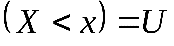 (X < x) = U